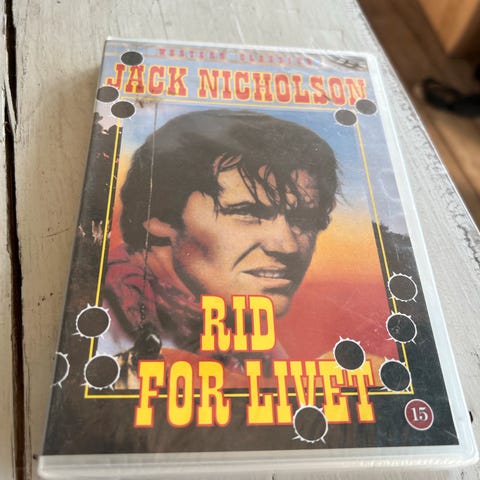 WESTERN CLASSICS
JACK NICHOLSON
RID
FOR LIVET
15